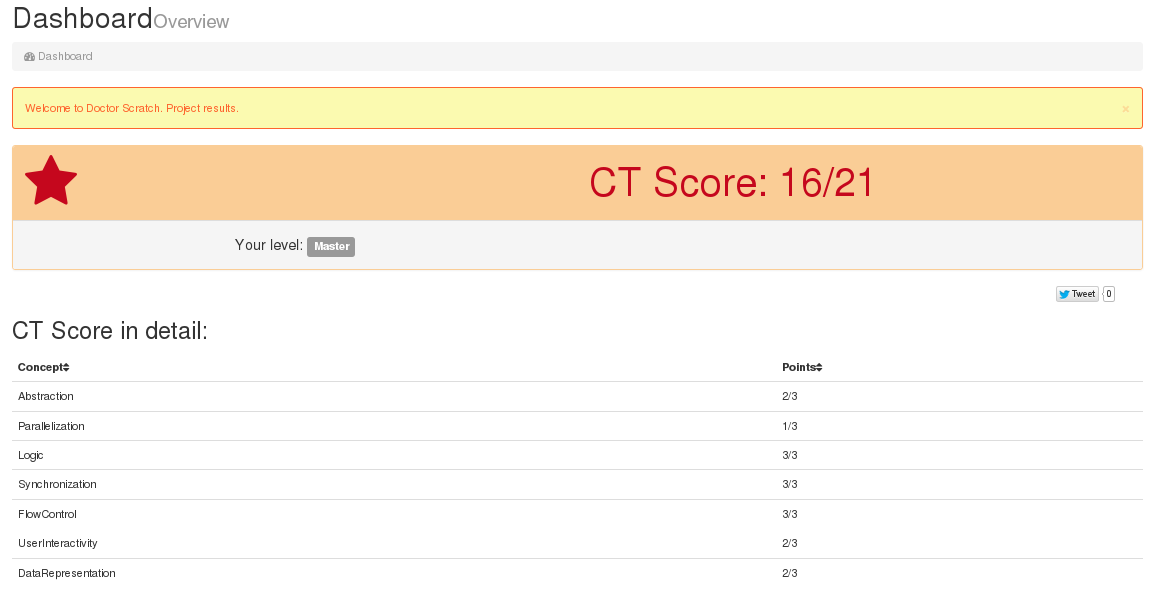 DashboardOverview
Dashboard
Welcome to Doctor Scratch. Project results. ×
CT Score: 16/21
Your level: Master
Tweet 0
CT Score in detail:
Concept Points
Abstraction 2/3
Parallelization 1/3
Logic 3/3
Synchronization 3/3
FlowControl 3/3
UserInteractivity 2/3
DataRepresentation 2/3